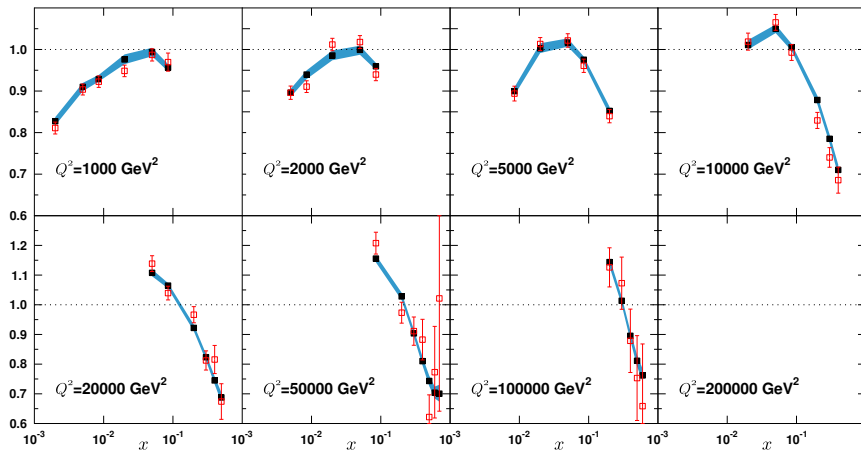 1.0
0.9
0.8
0.7
0.6
Q²=1000 GeV²
Q²=2000 GeV²
Q²=5000 GeV²
Q²=10000 GeV²
1.2
1.1
1.0
0.9
0.8
0.7
0.6
Q²=20000 GeV²
Q²=50000 GeV²
Q²=100000 GeV²
Q²=200000 GeV²
10⁻³ 10⁻² 10⁻¹ 10⁻³ 10⁻² 10⁻¹ 10⁻³ 10⁻² 10⁻¹ 10⁻³ 10⁻² 10⁻¹
x x x x